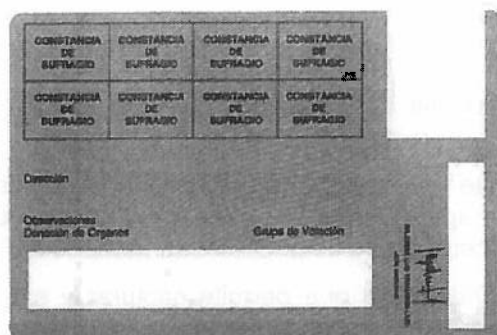 CONSTANCIA CONSTANCIA CONSTANCIA CONSTANCIA
DE DE DE DE
SUFRAGIO SUFRAGIO SUFRAGIO SUFRAGIO
CONSTANCIA CONSTANCIA CONSTANCIA CONSTANCIA
DE DE DE DE
SUFRAGIO SUFRAGIO SUFRAGIO SUFRAGIO
Dirección
Observaciones
Donación de Organos Grupo de Votación